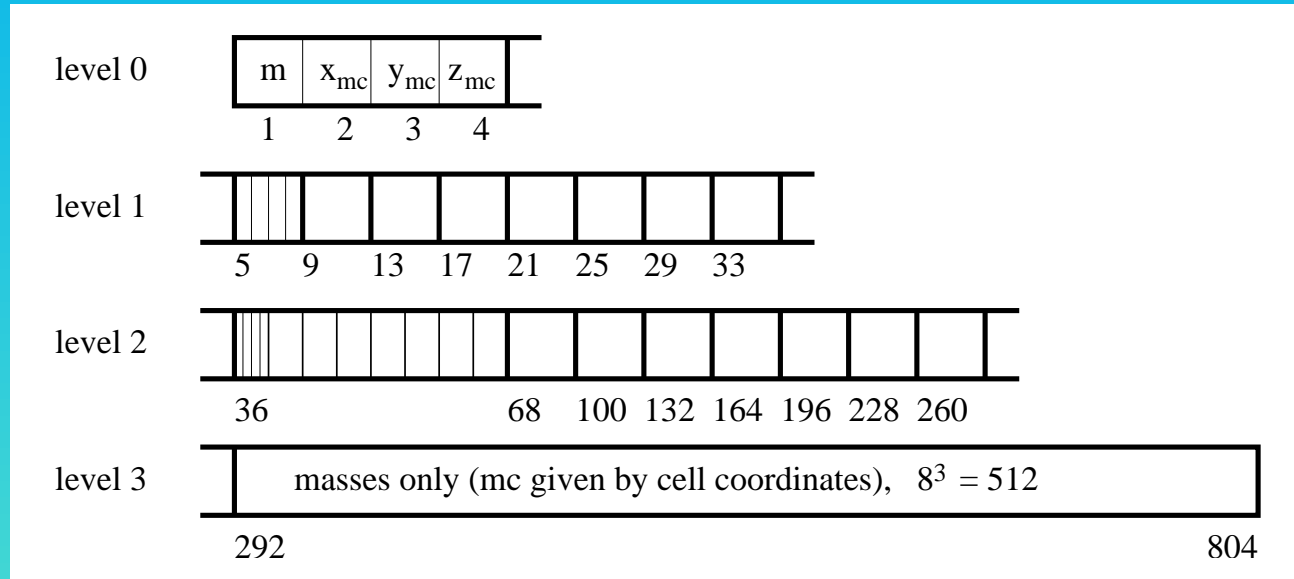 level 0 m x_mc y_mc z_mc
1 2 3 4
level 1
5 9 13 17 21 25 29 33
level 2
36 68 100 132 164 196 228 260
level 3 masses only (mc given by cell coordinates), 8³ = 512
292 804